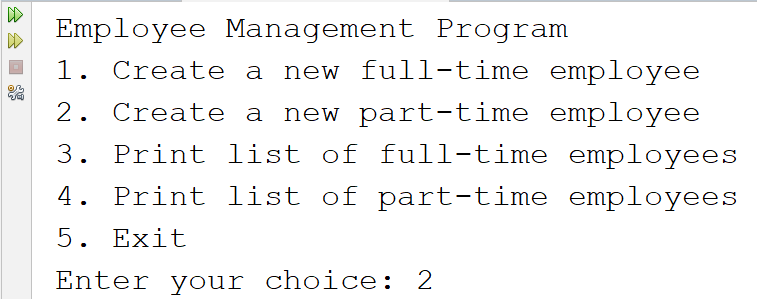 Employee Management Program
1. Create a new full-time employee
2. Create a new part-time employee
3. Print list of full-time employees
4. Print list of part-time employees
5. Exit
Enter your choice: 2